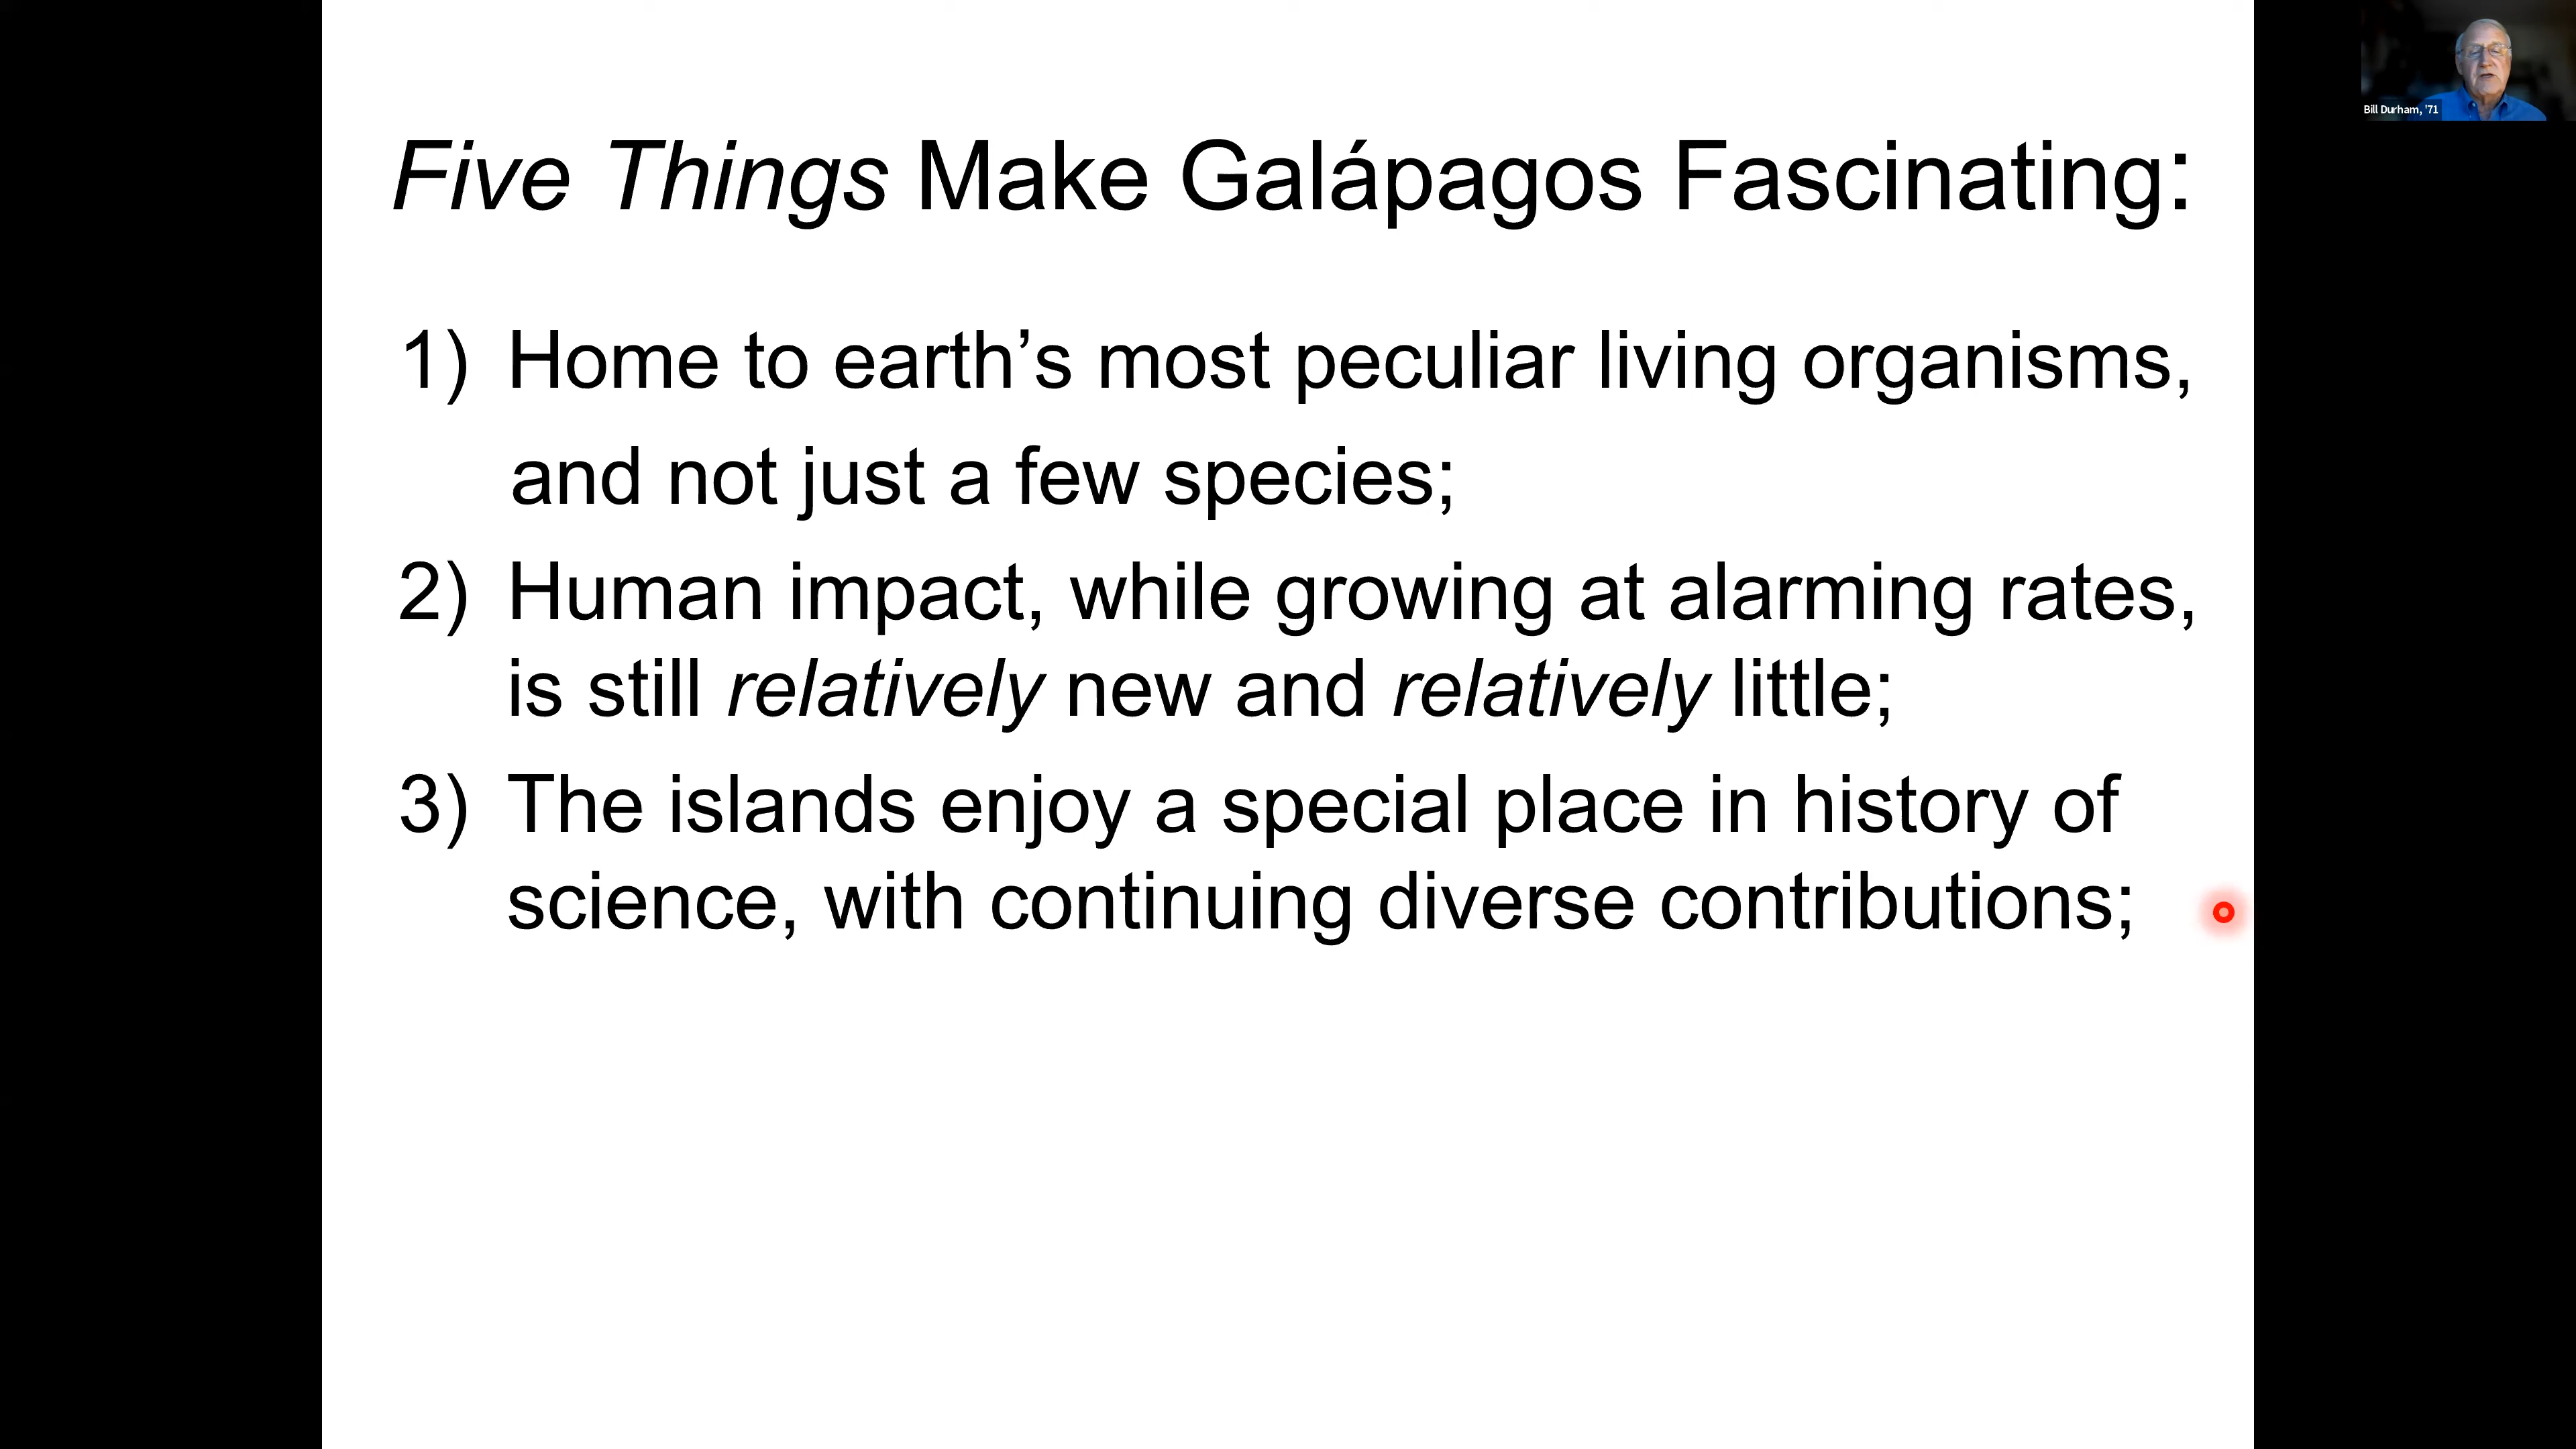 Five Things Make Galápagos Fascinating:
1) Home to earth’s most peculiar living organisms,
and not just a few species;
2) Human impact, while growing at alarming rates,
is still relatively new and relatively little;
3) The islands enjoy a special place in history of
science, with continuing diverse contributions;
Bill Durham, '71